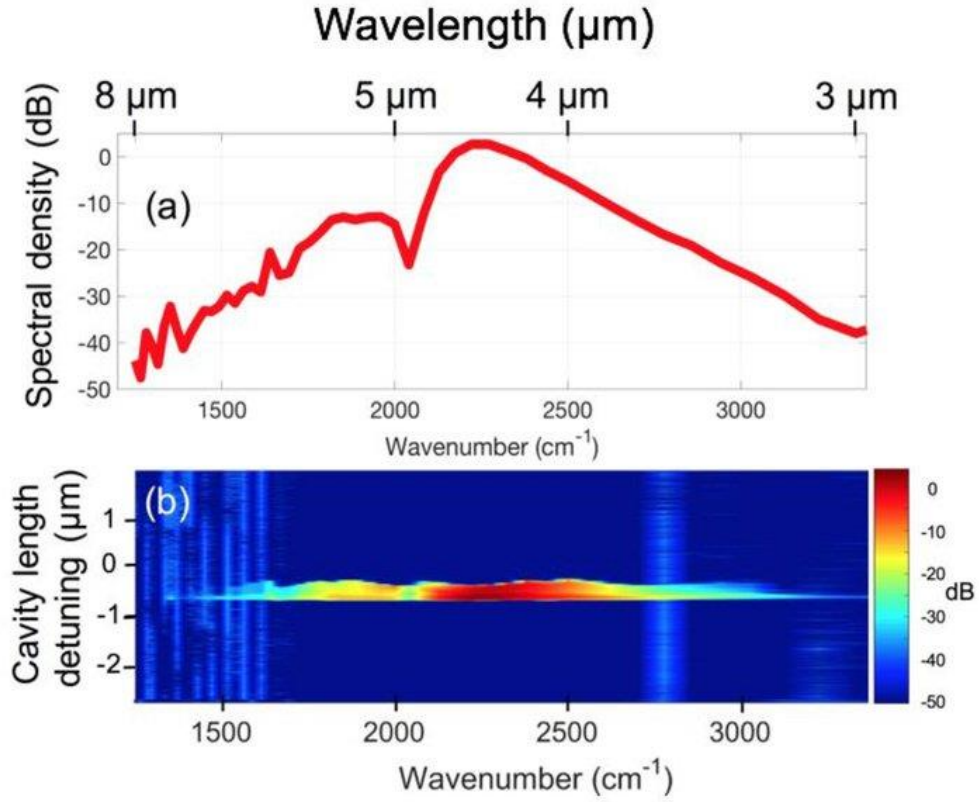 Wavelength (µm)
8 µm 5 µm 4 µm 3 µm
Spectral density (dB)
0
-10
-20
-30
-40
-50
(a)
1500 2000 2500 3000
Wavenumber (cm⁻¹)
Cavity length
detuning (µm)
1
0
-1
-2
(b)
0
-10
-20
-30
-40
-50
dB
1500 2000 2500 3000
Wavenumber (cm⁻¹)